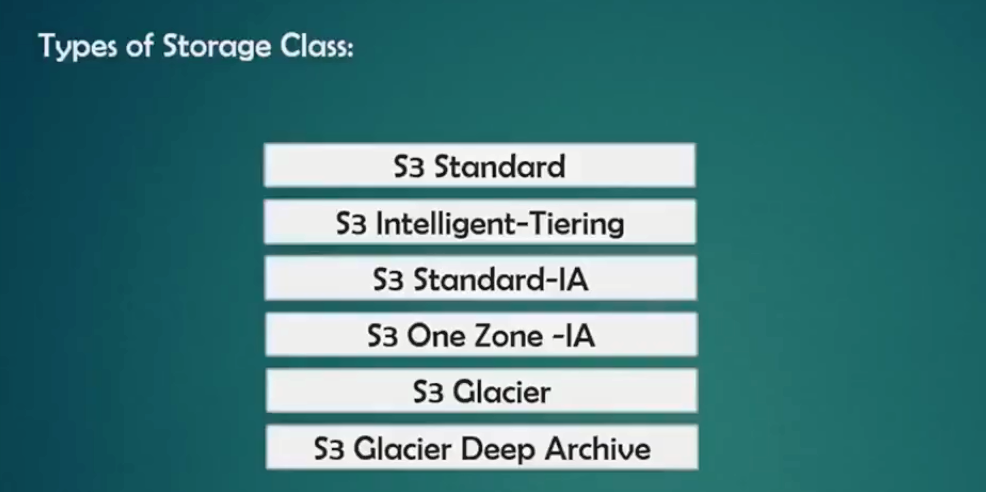 Types of Storage Class:
S3 Standard
S3 Intelligent-Tiering
S3 Standard-IA
S3 One Zone -IA
S3 Glacier
S3 Glacier Deep Archive